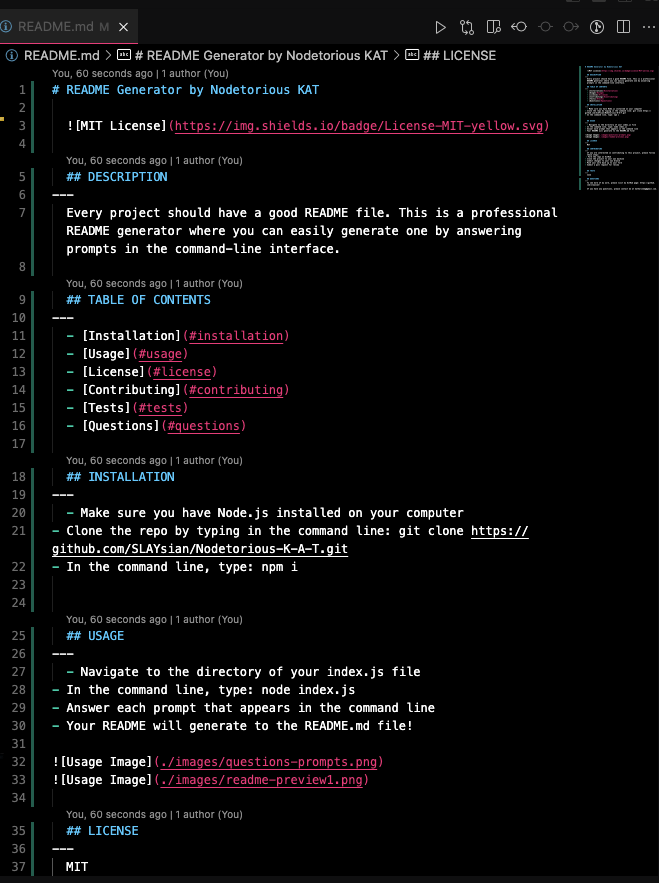 README.md M
README.md > # README Generator by Nodetorious KAT > ## LICENSE
You, 60 seconds ago | 1 author (You)
1 # README Generator by Nodetorious KAT
2
3 ![MIT License](https://img.shields.io/badge/License-MIT-yellow.svg)
4
You, 60 seconds ago | 1 author (You)
5 ## DESCRIPTION
6 ---
7 Every project should have a good README file. This is a professional
README generator where you can easily generate one by answering
prompts in the command-line interface.
8
You, 60 seconds ago | 1 author (You)
9 ## TABLE OF CONTENTS
10 ---
11 - [Installation](#installation)
12 - [Usage](#usage)
13 - [License](#license)
14 - [Contributing](#contributing)
15 - [Tests](#tests)
16 - [Questions](#questions)
17
You, 60 seconds ago | 1 author (You)
18 ## INSTALLATION
19 ---
20 - Make sure you have Node.js installed on your computer
21 - Clone the repo by typing in the command line: git clone https://
github.com/SLAYsian/Nodetorious-K-A-T.git
22 - In the command line, type: npm i
23
24
You, 60 seconds ago | 1 author (You)
25 ## USAGE
26 ---
27 - Navigate to the directory of your index.js file
28 - In the command line, type: node index.js
29 - Answer each prompt that appears in the command line
30 - Your README will generate to the README.md file!
31
32 ![Usage Image](./images/questions-prompts.png)
33 ![Usage Image](./images/readme-preview1.png)
34
You, 60 seconds ago | 1 author (You)
35 ## LICENSE
36 ---
37 MIT